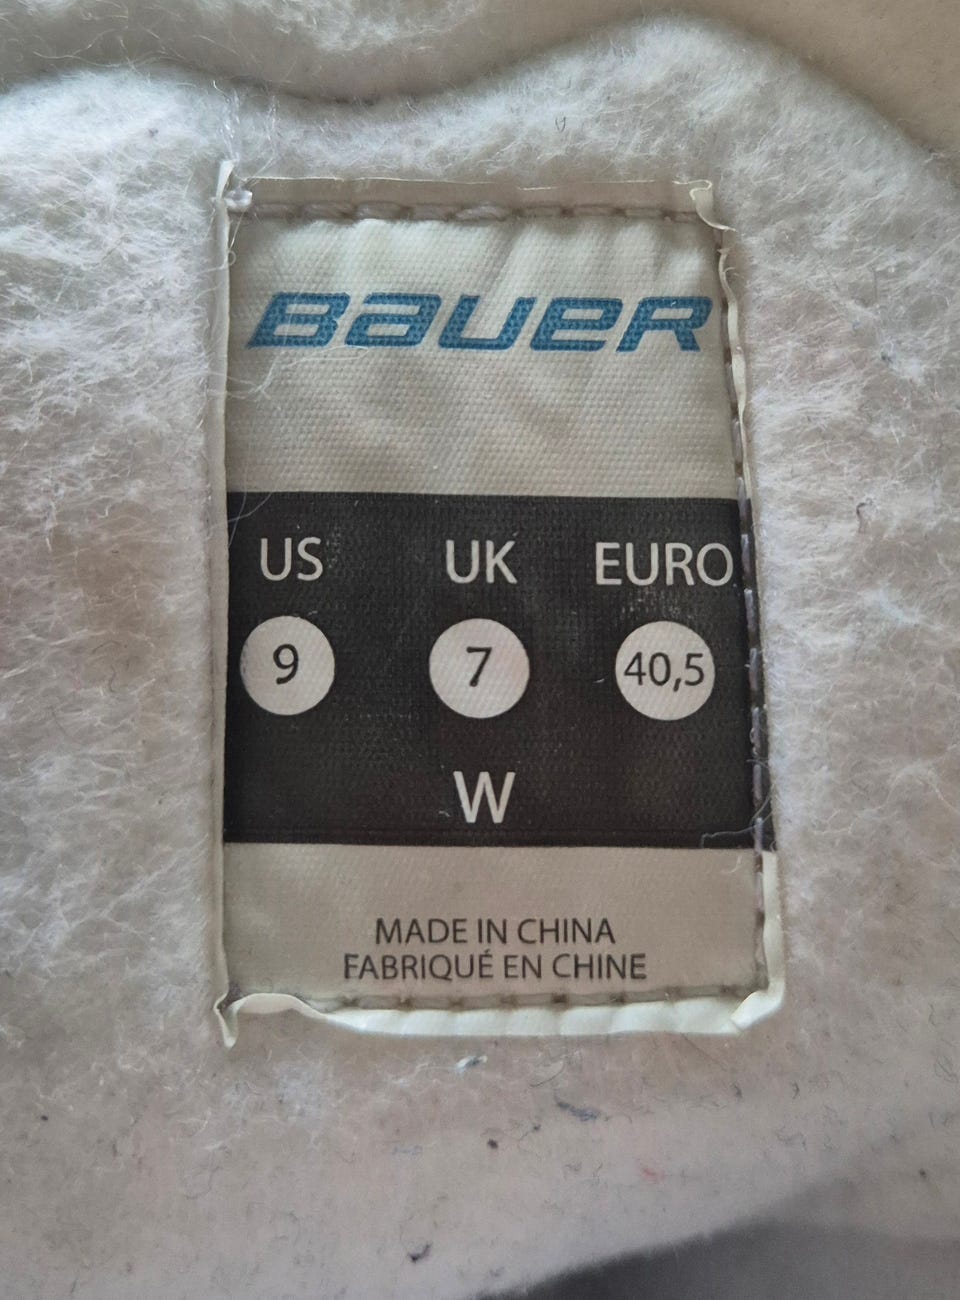 BAUER
US UK EURO
9 7 40,5
W
MADE IN CHINA
FABRIQUÉ EN CHINE